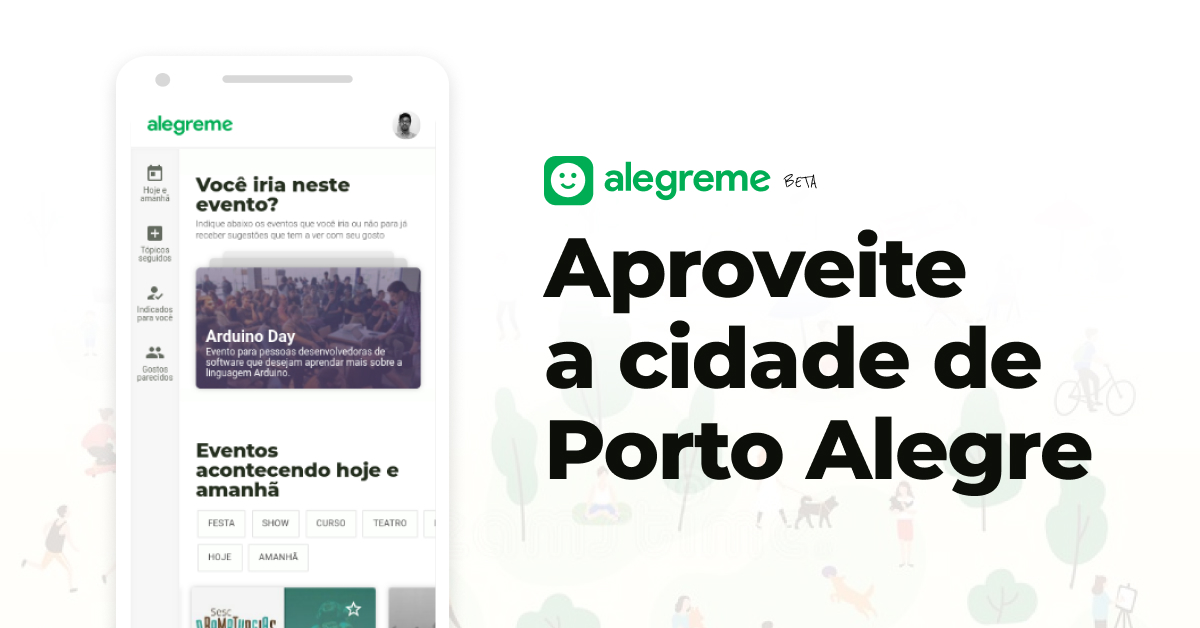 alegreme
Hoje e
amanhã
Tópicos
seguidos
Indicados
para você
Gostos
parecidos
Você iria neste
evento?
Indique abaixo os eventos que você iria ou não para já
receber sugestões que tem a ver com seu gosto
Arduino Day
Evento para pessoas desenvolvedoras de
software que desejam aprendar mais sobre a
linguagem Arduino.
Eventos
acontecendo hoje e
amanhã
FESTA SHOW CURSO TEATRO
HOJE AMANHÃ
Sesc
alegreme BETA
Aproveite
a cidade de
Porto Alegre